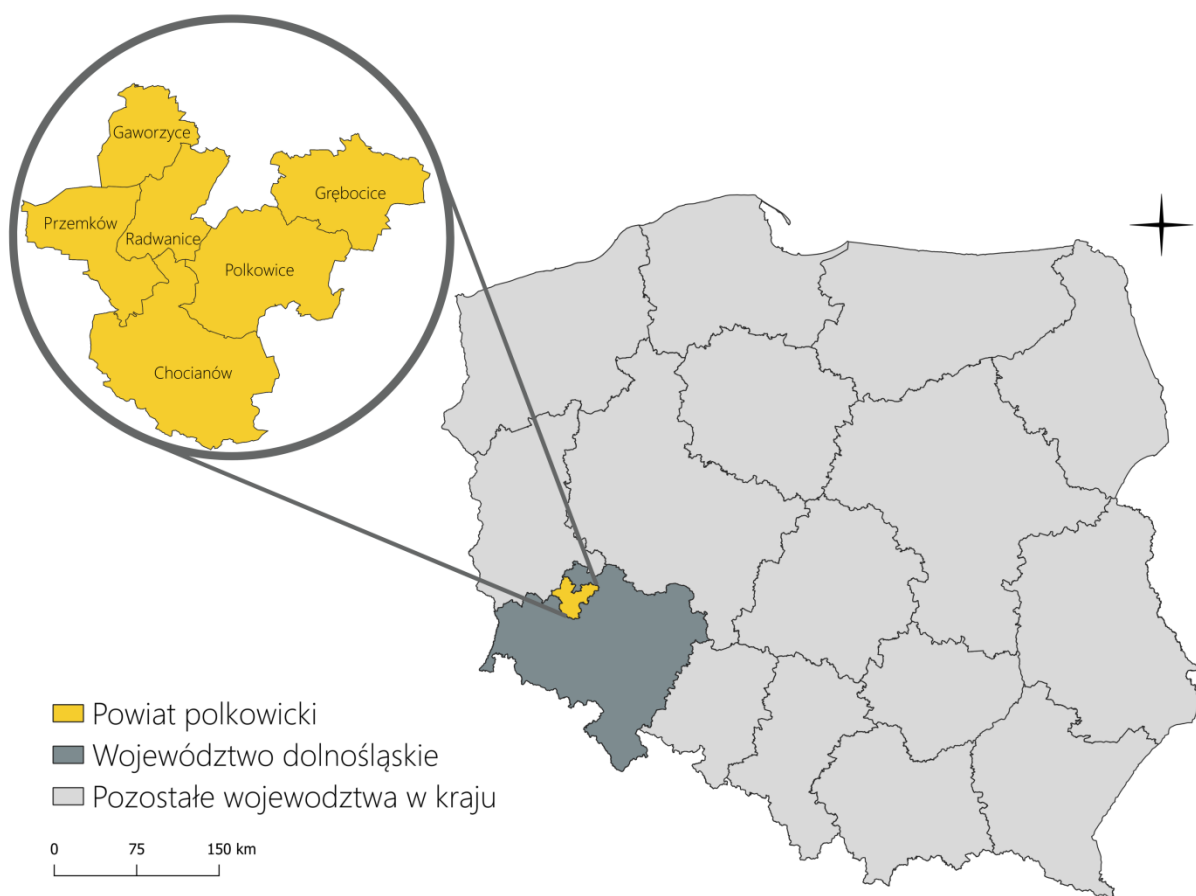 Gaworzyce
Grębocice
Przemków
Radwanice
Polkowice
Chocianów
Powiat polkowicki
Województwo dolnośląskie
Pozostałe wojewodztwa w kraju
0 75 150 km